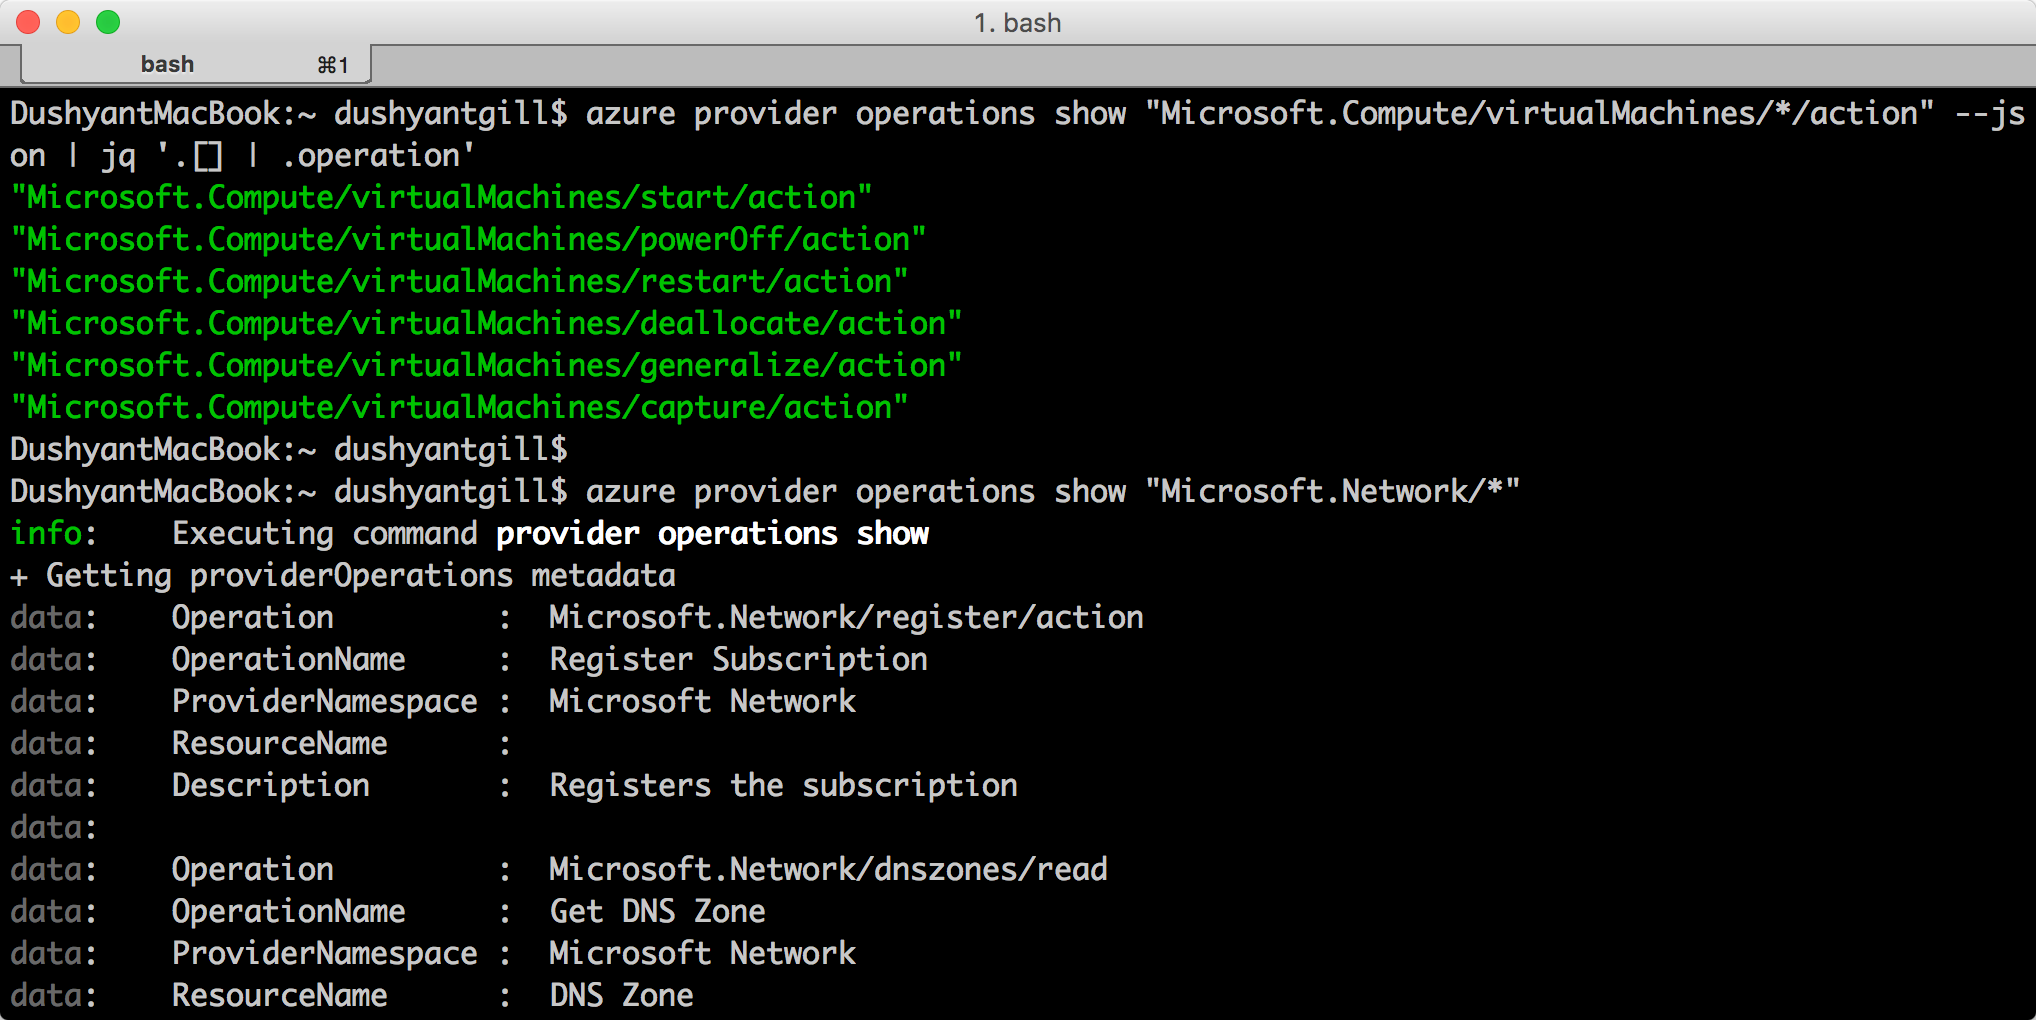 1. bash
bash ⌘1
DushyantMacBook:~ dushyantgill$ azure provider operations show "Microsoft.Compute/virtualMachines/*/action" --js
on | jq '.[] | .operation'
"Microsoft.Compute/virtualMachines/start/action"
"Microsoft.Compute/virtualMachines/powerOff/action"
"Microsoft.Compute/virtualMachines/restart/action"
"Microsoft.Compute/virtualMachines/deallocate/action"
"Microsoft.Compute/virtualMachines/generalize/action"
"Microsoft.Compute/virtualMachines/capture/action"
DushyantMacBook:~ dushyantgill$
DushyantMacBook:~ dushyantgill$ azure provider operations show "Microsoft.Network/*"
info:    Executing command provider operations show
+ Getting providerOperations metadata
data:    Operation         :  Microsoft.Network/register/action
data:    OperationName     :  Register Subscription
data:    ProviderNamespace :  Microsoft Network
data:    ResourceName      :
data:    Description       :  Registers the subscription
data:
data:    Operation         :  Microsoft.Network/dnszones/read
data:    OperationName     :  Get DNS Zone
data:    ProviderNamespace :  Microsoft Network
data:    ResourceName      :  DNS Zone